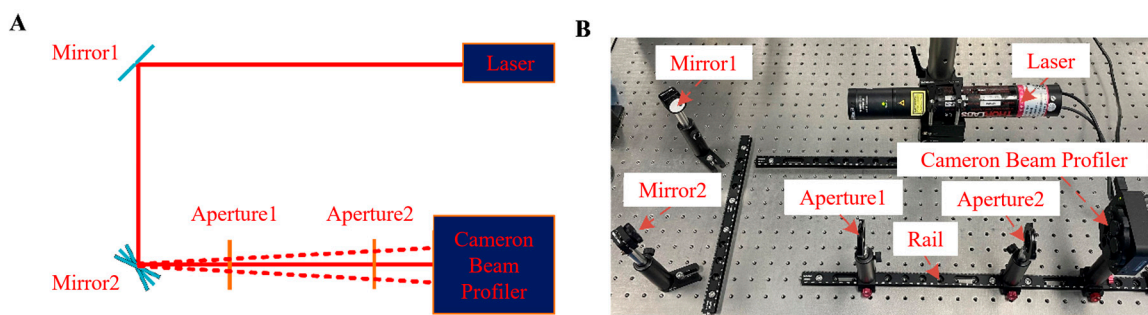 A
Mirror1
Laser
Aperture1
Aperture2
Cameron
Beam
Profiler
Mirror2
B
Mirror1
Laser
Cameron Beam Profiler
Mirror2
Aperture1
Aperture2
Rail